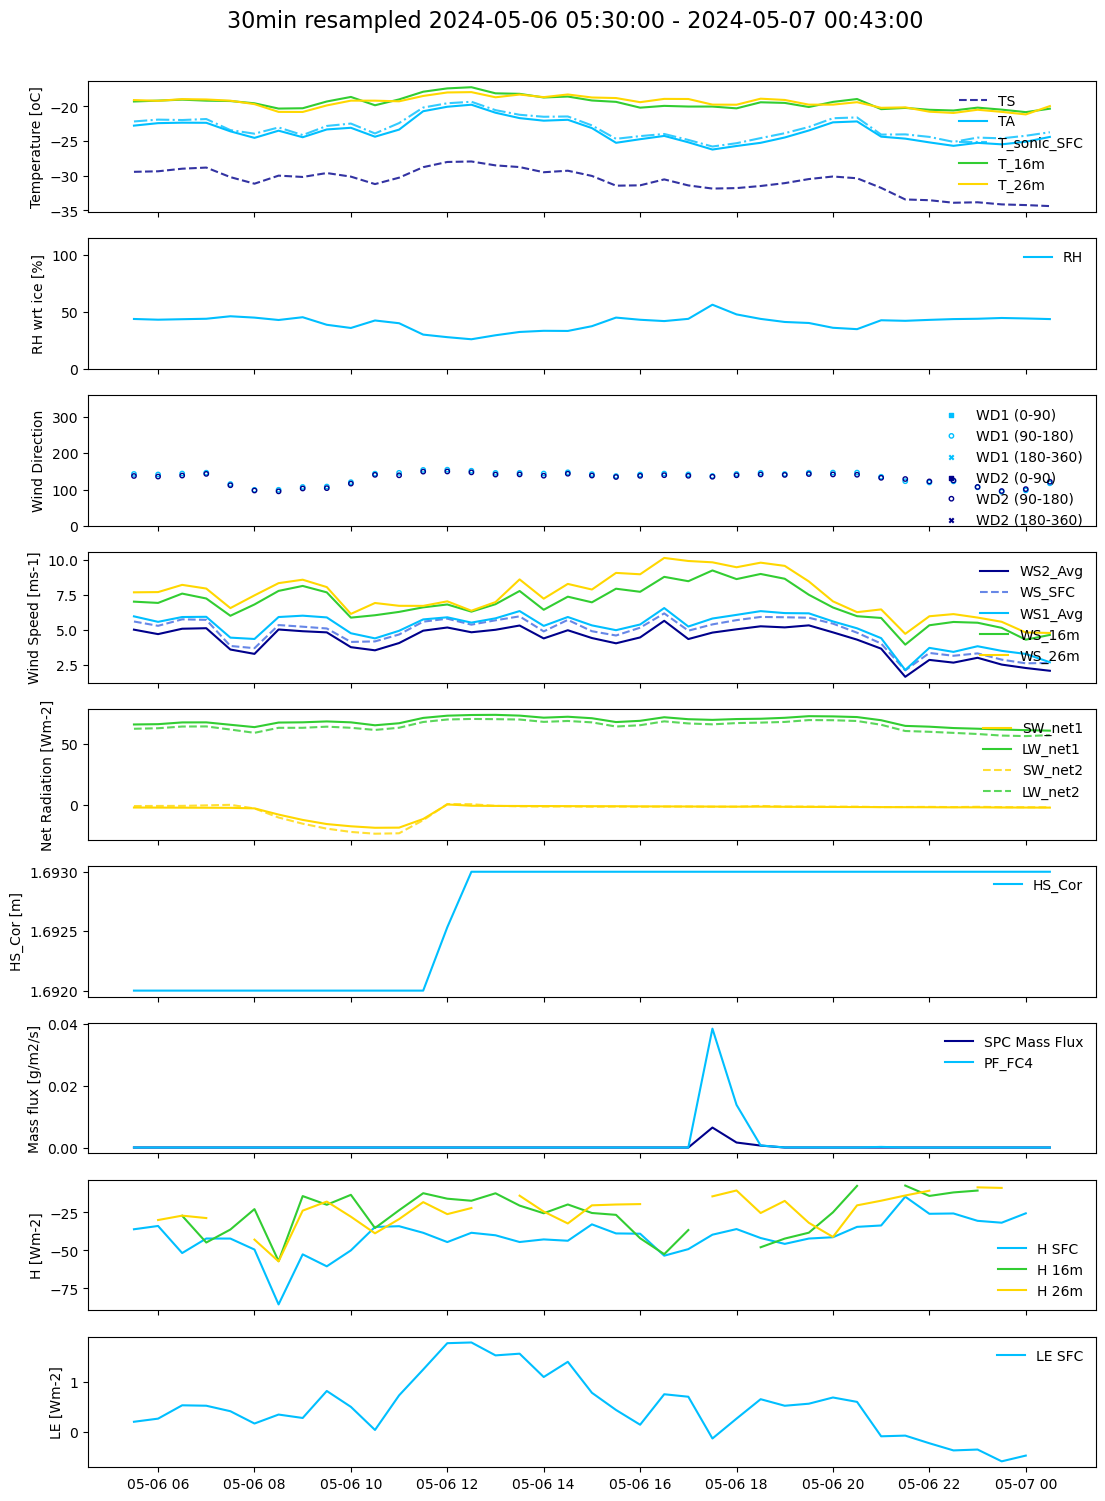 30min resampled 2024-05-06 05:30:00 - 2024-05-07 00:43:00
Temperature [oC]
−20
−25
−30
−35
TS
TA
T_sonic_SFC
T_16m
T_26m
RH wrt ice [%]
100
50
0
RH
Wind Direction
300
200
100
0
WD1 (0-90)
WD1 (90-180)
WD1 (180-360)
WD2 (0-90)
WD2 (90-180)
WD2 (180-360)
Wind Speed [ms-1]
10.0
7.5
5.0
2.5
WS2_Avg
WS_SFC
WS1_Avg
WS_16m
WS_26m
Net Radiation [Wm-2]
50
0
SW_net1
LW_net1
SW_net2
LW_net2
HS_Cor [m]
1.6930
1.6925
1.6920
HS_Cor
Mass flux [g/m2/s]
0.04
0.02
0.00
SPC Mass Flux
PF_FC4
H [Wm-2]
−25
−50
−75
H SFC
H 16m
H 26m
LE [Wm-2]
1
0
LE SFC
05-06 06 05-06 08 05-06 10 05-06 12 05-06 14 05-06 16 05-06 18 05-06 20 05-06 22 05-07 00